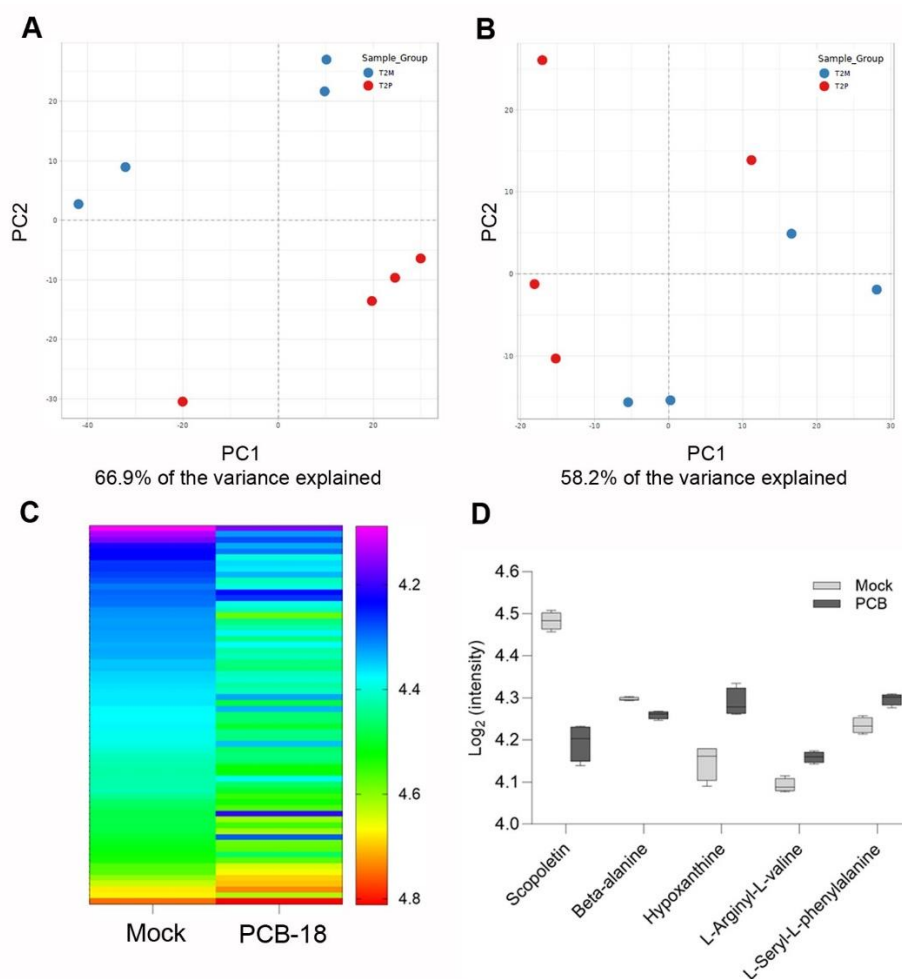 A
Sample_Group
T2M
T2P
20
10
0
-10
-20
-30
-40
-20
0
20
PC2
PC1
66.9% of the variance explained
B
Sample_Group
T2M
T2P
20
10
0
-10
-20
-10
0
10
20
30
PC2
PC1
58.2% of the variance explained
C
4.2
4.4
4.6
4.8
Mock
PCB-18
D
Log2 (intensity)
4.6
4.5
4.4
4.3
4.2
4.1
4.0
Mock
PCB
Scopoletin
Beta-alanine
Hypoxanthine
L-Arginyl-L-valine
L-Seryl-L-phenylalanine